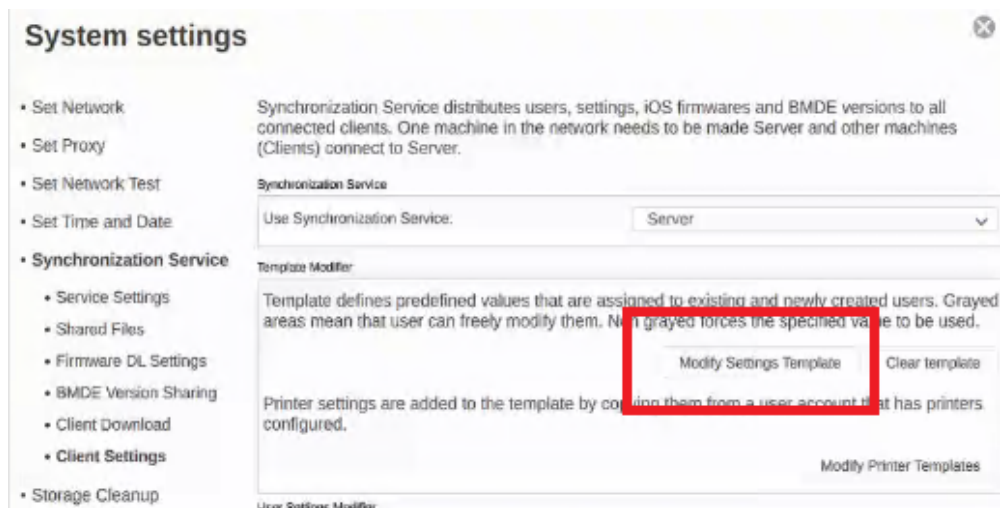 System settings
• Set Network
• Set Proxy
• Set Network Test
• Set Time and Date
• Synchronization Service
• Service Settings
• Shared Files
• Firmware DL Settings
• BMDE Version Sharing
• Client Download
• Client Settings
• Storage Cleanup
Synchronization Service distributes users, settings, iOS firmwares and BMDE versions to all
connected clients. One machine in the network needs to be made Server and other machines
(Clients) connect to Server.
Synchronization Service
Use Synchronization Service:
Server
Template Modifier
Template defines predefined values that are assigned to existing and newly created users. Grayed
areas mean that user can freely modify them. Non grayed forces the specified value to be used.
Modify Settings Template
Clear template
Printer settings are added to the template by copying them from a user account that has printers
configured.
Modify Printer Templates
User Settings Modifier